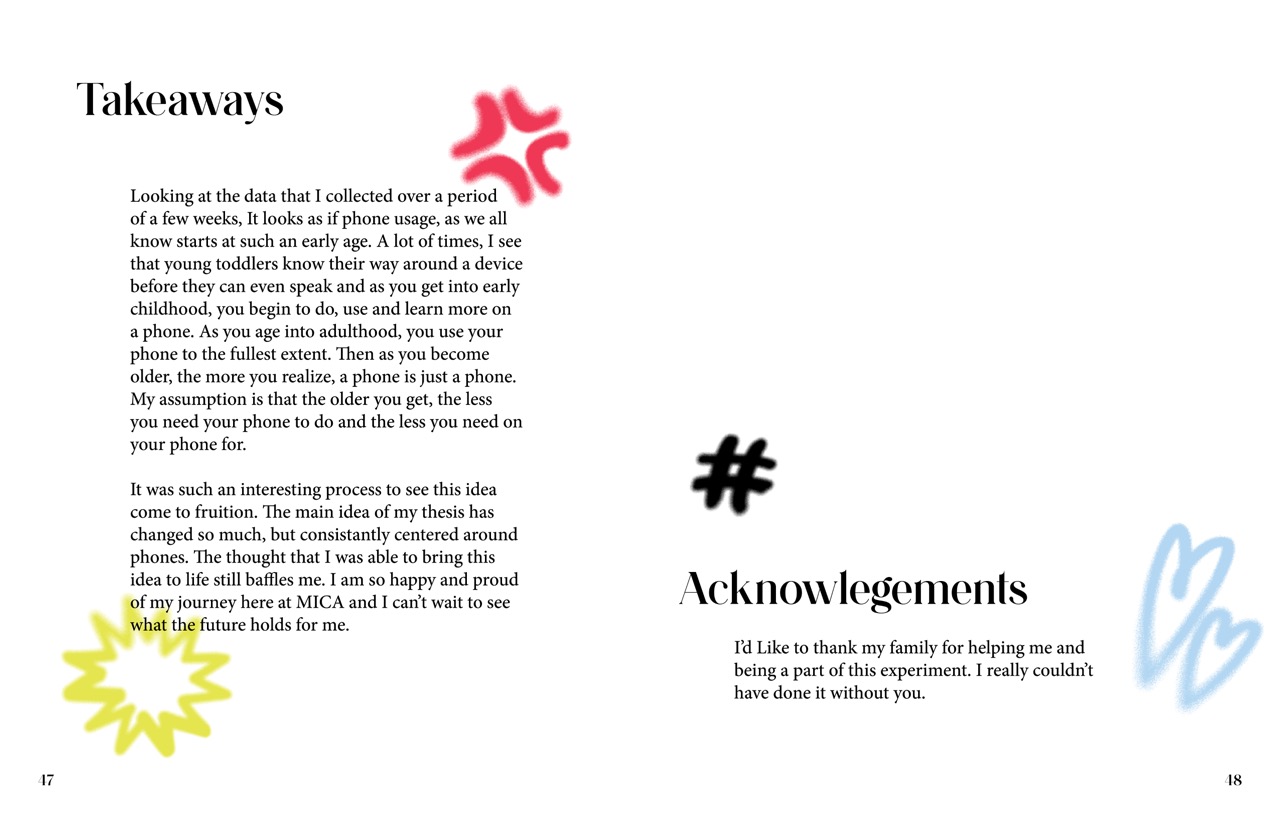 Takeaways
Looking at the data that I collected over a period
of a few weeks, It looks as if phone usage, as we all
know starts at such an early age. A lot of times, I see
that young toddlers know their way around a device
before they can even speak and as you get into early
childhood, you begin to do, use and learn more on
a phone. As you age into adulthood, you use your
phone to the fullest extent. Then as you become
older, the more you realize, a phone is just a phone.
My assumption is that the older you get, the less
you need your phone to do and the less you need on
your phone for.
It was such an interesting process to see this idea
come to fruition. The main idea of my thesis has
changed so much, but consistantly centered around
phones. The thought that I was able to bring this
idea to life still baffles me. I am so happy and proud
of my journey here at MICA and I can't wait to see
what the future holds for me.
47
#
Acknowlegements
I'd Like to thank my family for helping me and
being a part of this experiment. I really couldn't
have done it without you.
48